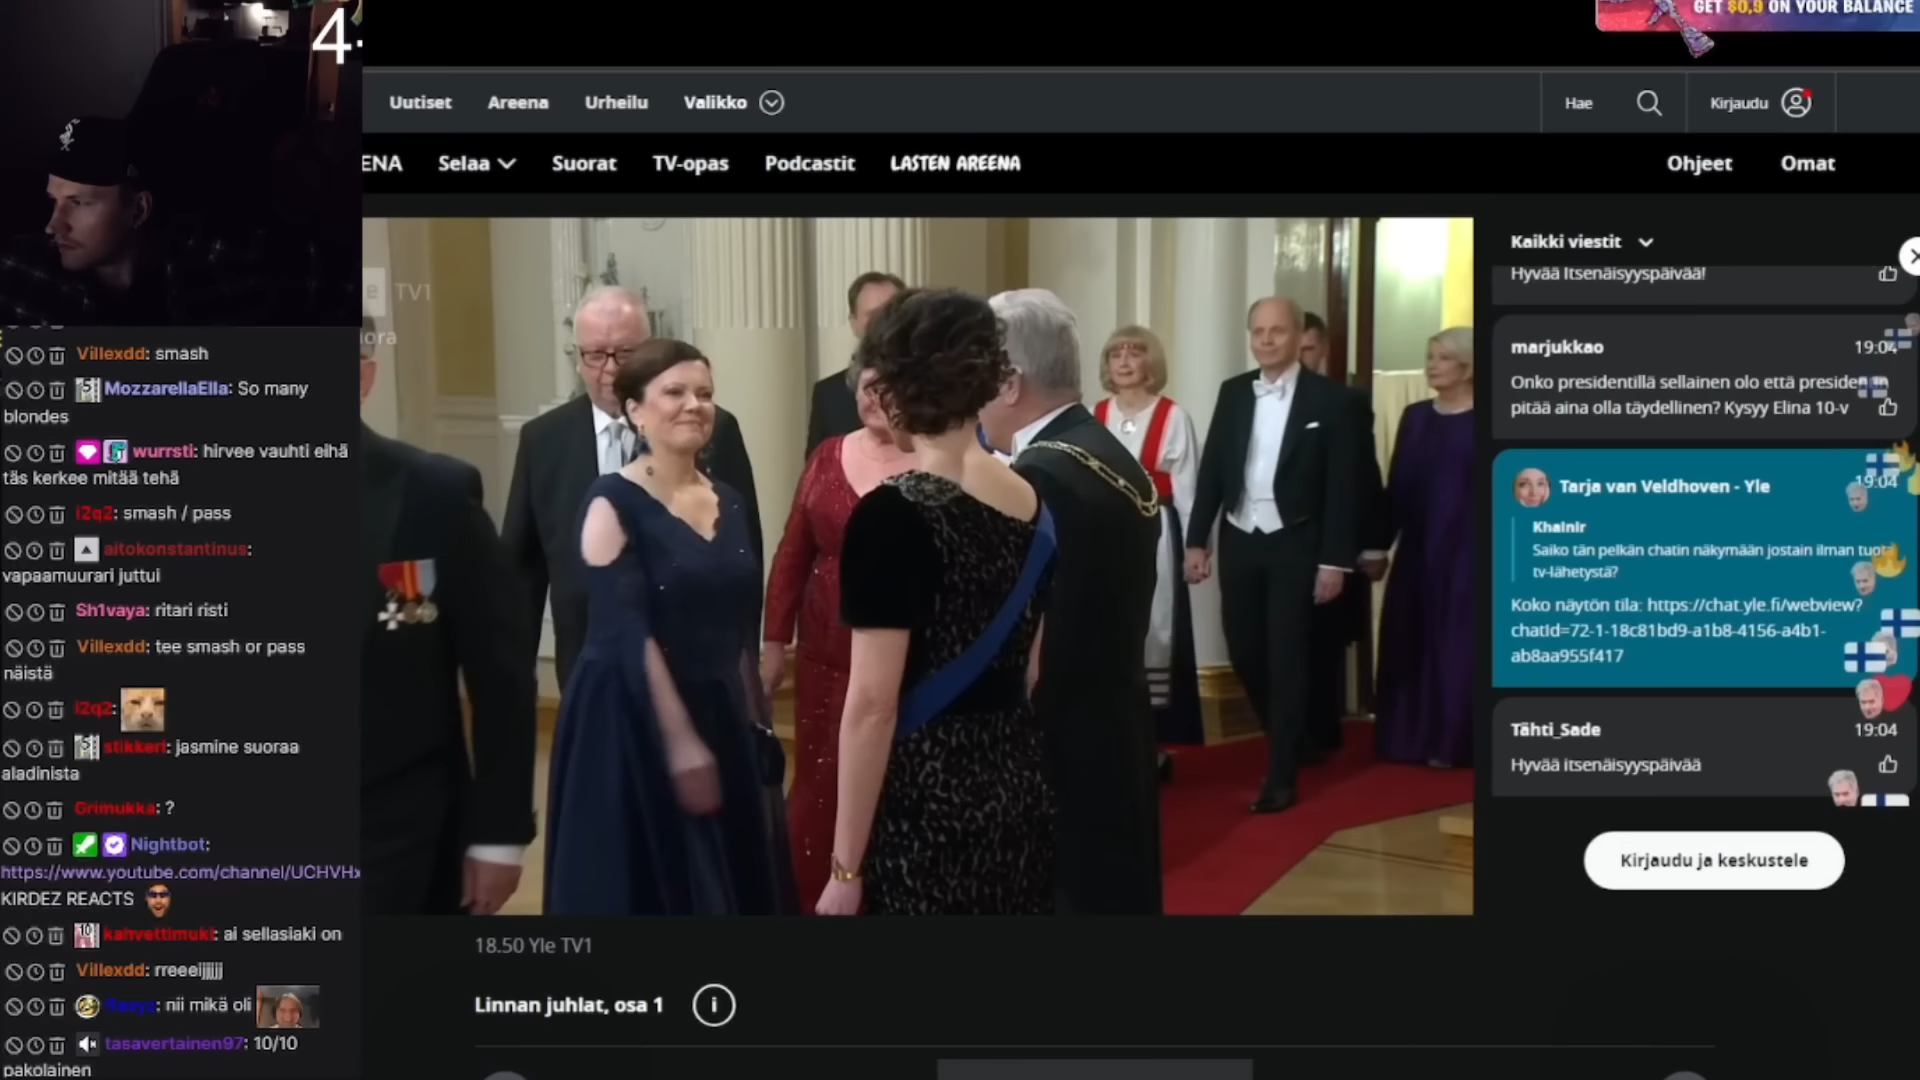 4
GET $0,9 ON YOUR BALANCE
Uutiset Areena Urheilu Valikko Hae Kirjaudu
ENA Selaa Suorat TV-opas Podcastit LASTEN AREENA Ohjeet Omat
e TV1
ora
Villexdd: smash
MozzarellaElla: So many
blondes
wurrsti: hirvee vauhti eihä
täs kerkee mitää tehä
i2q2: smash / pass
aitokonstantinus:
vapaamuurari juttui
Sh1vaya: ritari risti
Villexdd: tee smash or pass
näistä
i2q2:
stikkeri: jasmine suoraa
aladinista
Grimukka: ?
Nightbot:
https://www.youtube.com/channel/UCHVHx
KIRDEZ REACTS
kahvettimuki: ai sellasiaki on
Villexdd: rreeeijjjjjj
: nii mikä oli
tasavertainen97: 10/10
pakolainen
Kaikki viestit
Hyvää Itsenäisyyspäivää!
marjukkao 19:04
Onko presidentillä sellainen olo että
pitää aina olla täydellinen? Kysyy Elina 10-v
Tarja van Veldhoven - Yle 19:04
Khalnir
Saiko tän pelkän chatin näkymään jostain ilman
tv-lähetystä?
Koko näytön tila: https://chat.yle.fi/webview?
chatId=72-1-18c81bd9-a1b8-4156-a4b1-
ab8aa955f417
Tähti_Sade 19:04
Hyvää itsenäisyyspäivää
Kirjaudu ja keskustele
18.50 Yle TV1
Linnan juhlat, osa 1